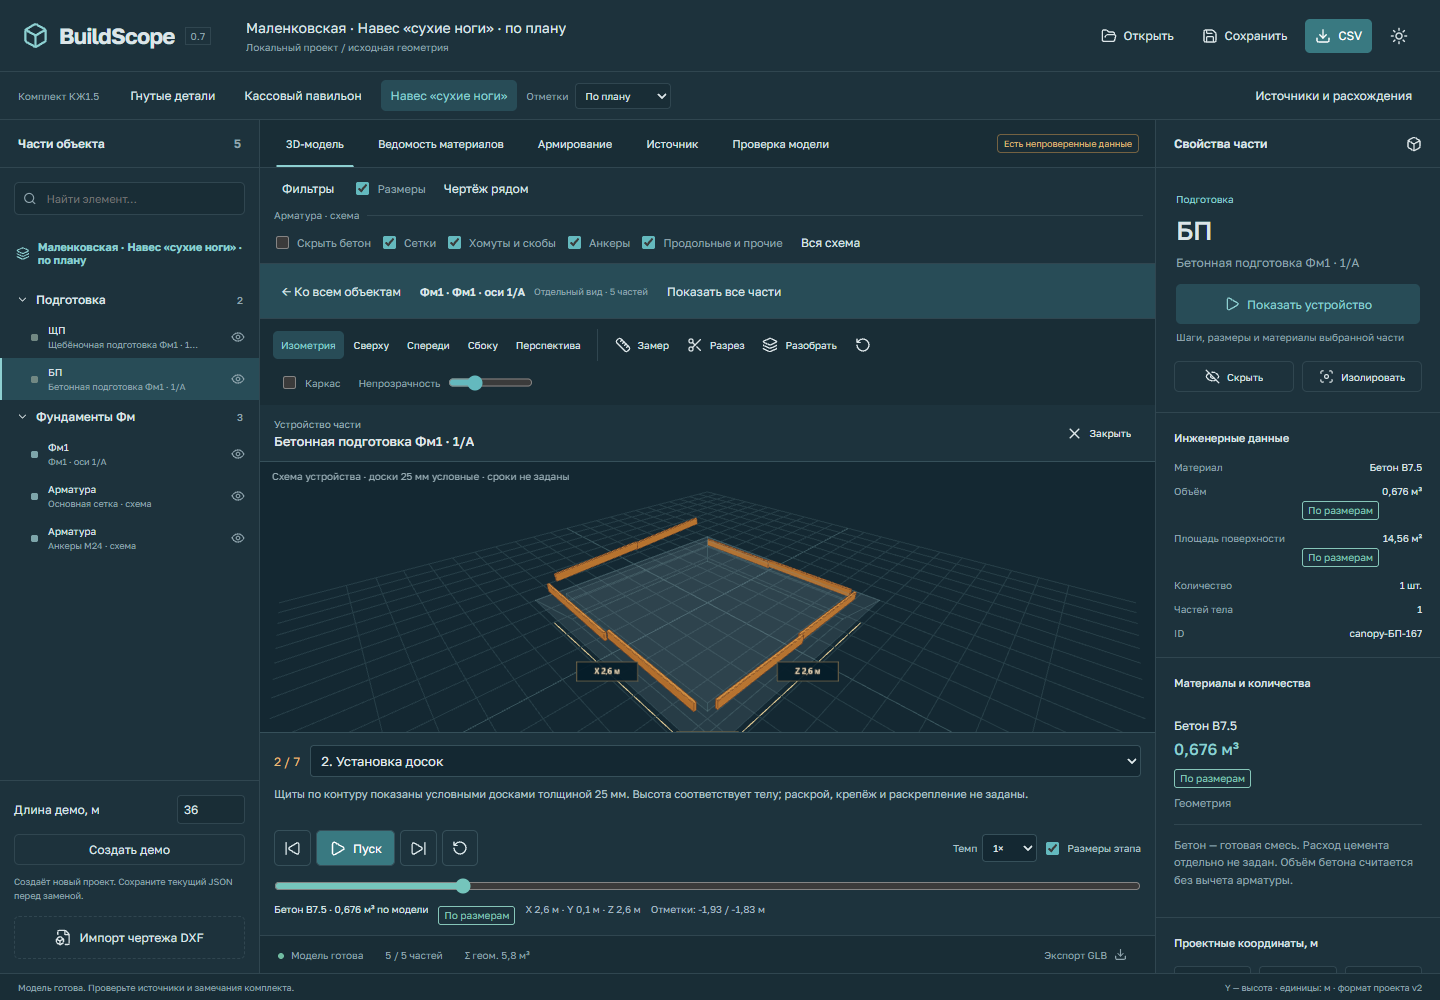 BuildScope 0.7
Маленковская · Навес «сухие ноги» · по плану
Локальный проект / исходная геометрия
Открыть
Сохранить
CSV
Комплект КЖ1.5
Гнутые детали
Кассовый павильон
Навес «сухие ноги»
Отметки
По плану
Источники и расхождения
Части объекта 5
Найти элемент...
Маленковская · Навес «сухие ноги» ·
по плану
Подготовка 2
ЩП
Щебёночная подготовка Фм1 · 1...
БП
Бетонная подготовка Фм1 · 1/А
Фундаменты Фм 3
Фм1
Фм1 · оси 1/А
Арматура
Основная сетка · схема
Арматура
Анкеры М24 · схема
Длина демо, м 36
Создать демо
Создаёт новый проект. Сохраните текущий JSON
перед заменой.
Импорт чертежа DXF
3D-модель
Ведомость материалов
Армирование
Источник
Проверка модели
Есть непроверенные данные
Фильтры
Размеры
Чертёж рядом
Арматура · схема
Скрыть бетон
Сетки
Хомуты и скобы
Анкеры
Продольные и прочие
Вся схема
← Ко всем объектам
Фм1 · Фм1 · оси 1/А
Отдельный вид · 5 частей
Показать все части
Изометрия
Сверху
Спереди
Сбоку
Перспектива
Замер
Разрез
Разобрать
Каркас
Непрозрачность
Устройство части
Бетонная подготовка Фм1 · 1/А
Закрыть
Схема устройства · доски 25 мм условные · сроки не заданы
X 2,6 м
Z 2,6 м
2 / 7
2. Установка досок
Щиты по контуру показаны условными досками толщиной 25 мм. Высота соответствует телу; раскрой, крепёж и раскрепление не заданы.
Пуск
Темп
1×
Размеры этапа
Бетон В7.5 · 0,676 м³ по модели
По размерам
X 2,6 м · Y 0,1 м · Z 2,6 м
Отметки: -1,93 / -1,83 м
Модель готова
5 / 5 частей
Σ геом. 5,8 м³
Экспорт GLB
Свойства части
Подготовка
БП
Бетонная подготовка Фм1 · 1/А
Показать устройство
Шаги, размеры и материалы выбранной части
Скрыть
Изолировать
Инженерные данные
Материал Бетон В7.5
Объём 0,676 м³
По размерам
Площадь поверхности 14,56 м²
По размерам
Количество 1 шт.
Частей тела 1
ID canopy-БП-167
Материалы и количества
Бетон В7.5
0,676 м³
По размерам
Геометрия
Бетон — готовая смесь. Расход цемента
отдельно не задан. Объём бетона считается
без вычета арматуры.
Проектные координаты, м
Модель готова. Проверьте источники и замечания комплекта.
Y — высота · единицы: м · формат проекта v2